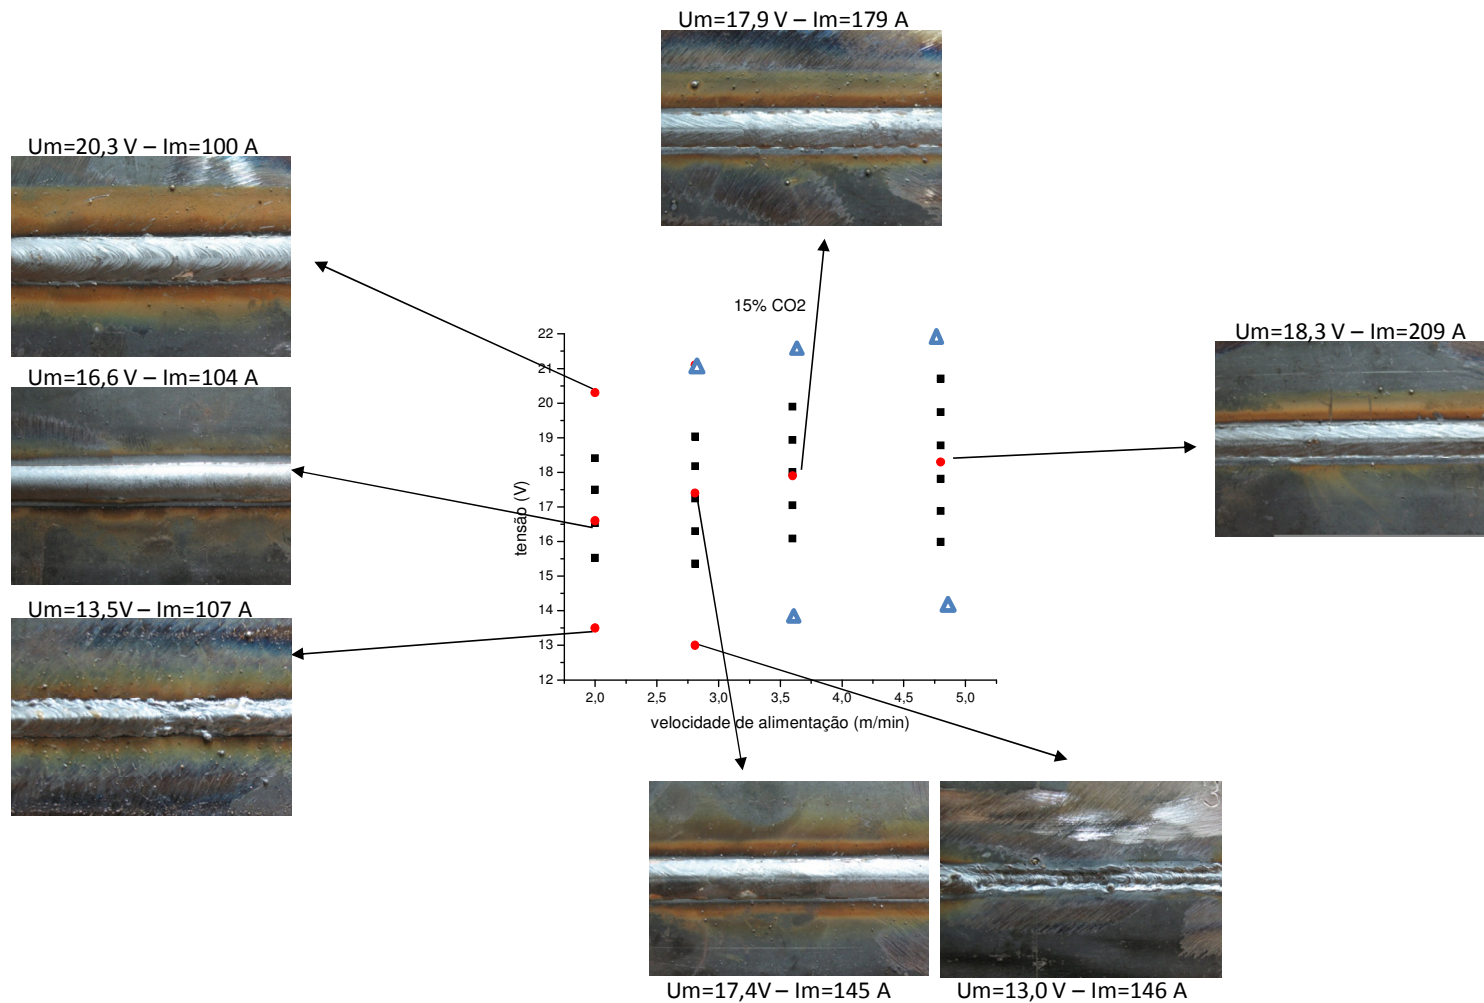 Um=17,9 V – Im=179 A
Um=20,3 V – Im=100 A
15% CO2
Um=18,3 V – Im=209 A
Um=16,6 V – Im=104 A
Um=13,5V – Im=107 A
22
21
20
19
18
17
16
15
14
13
12
tensão (V)
2,0 2,5 3,0 3,5 4,0 4,5 5,0
velocidade de alimentação (m/min)
Um=17,4V – Im=145 A
Um=13,0 V – Im=146 A